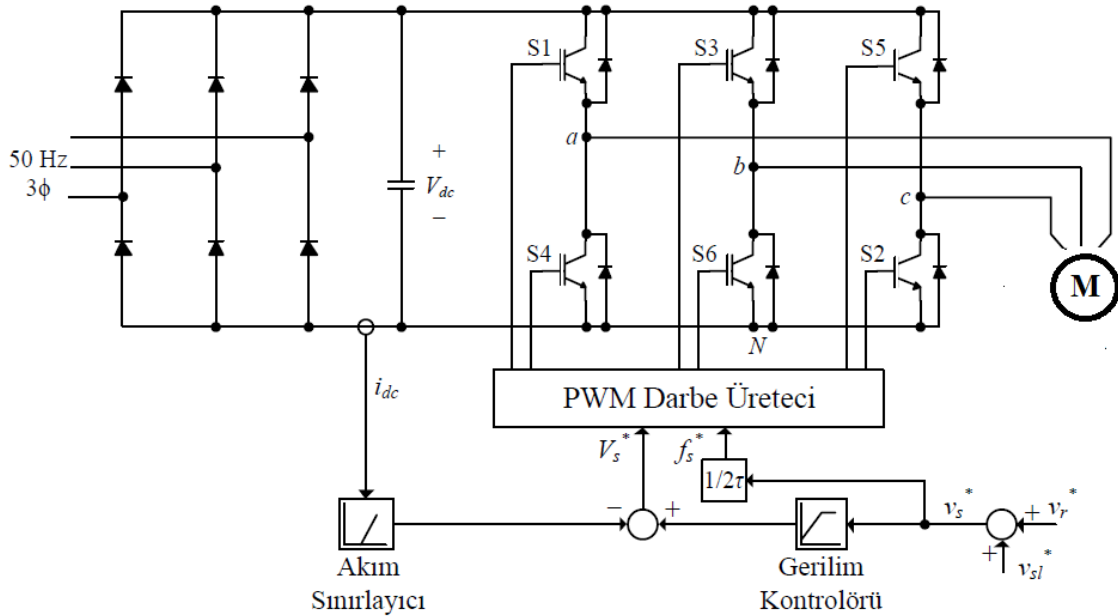 S1
S3
S5
a
50 Hz
3ϕ
+
V_dc
−
b
c
S4
S6
S2
M
N
i_dc
PWM Darbe Üreteci
V_s*
f_s*
1/2τ
−
+
v_s*
+
v_r*
+
v_sl*
Akım
Sınırlayıcı
Gerilim
Kontrolörü